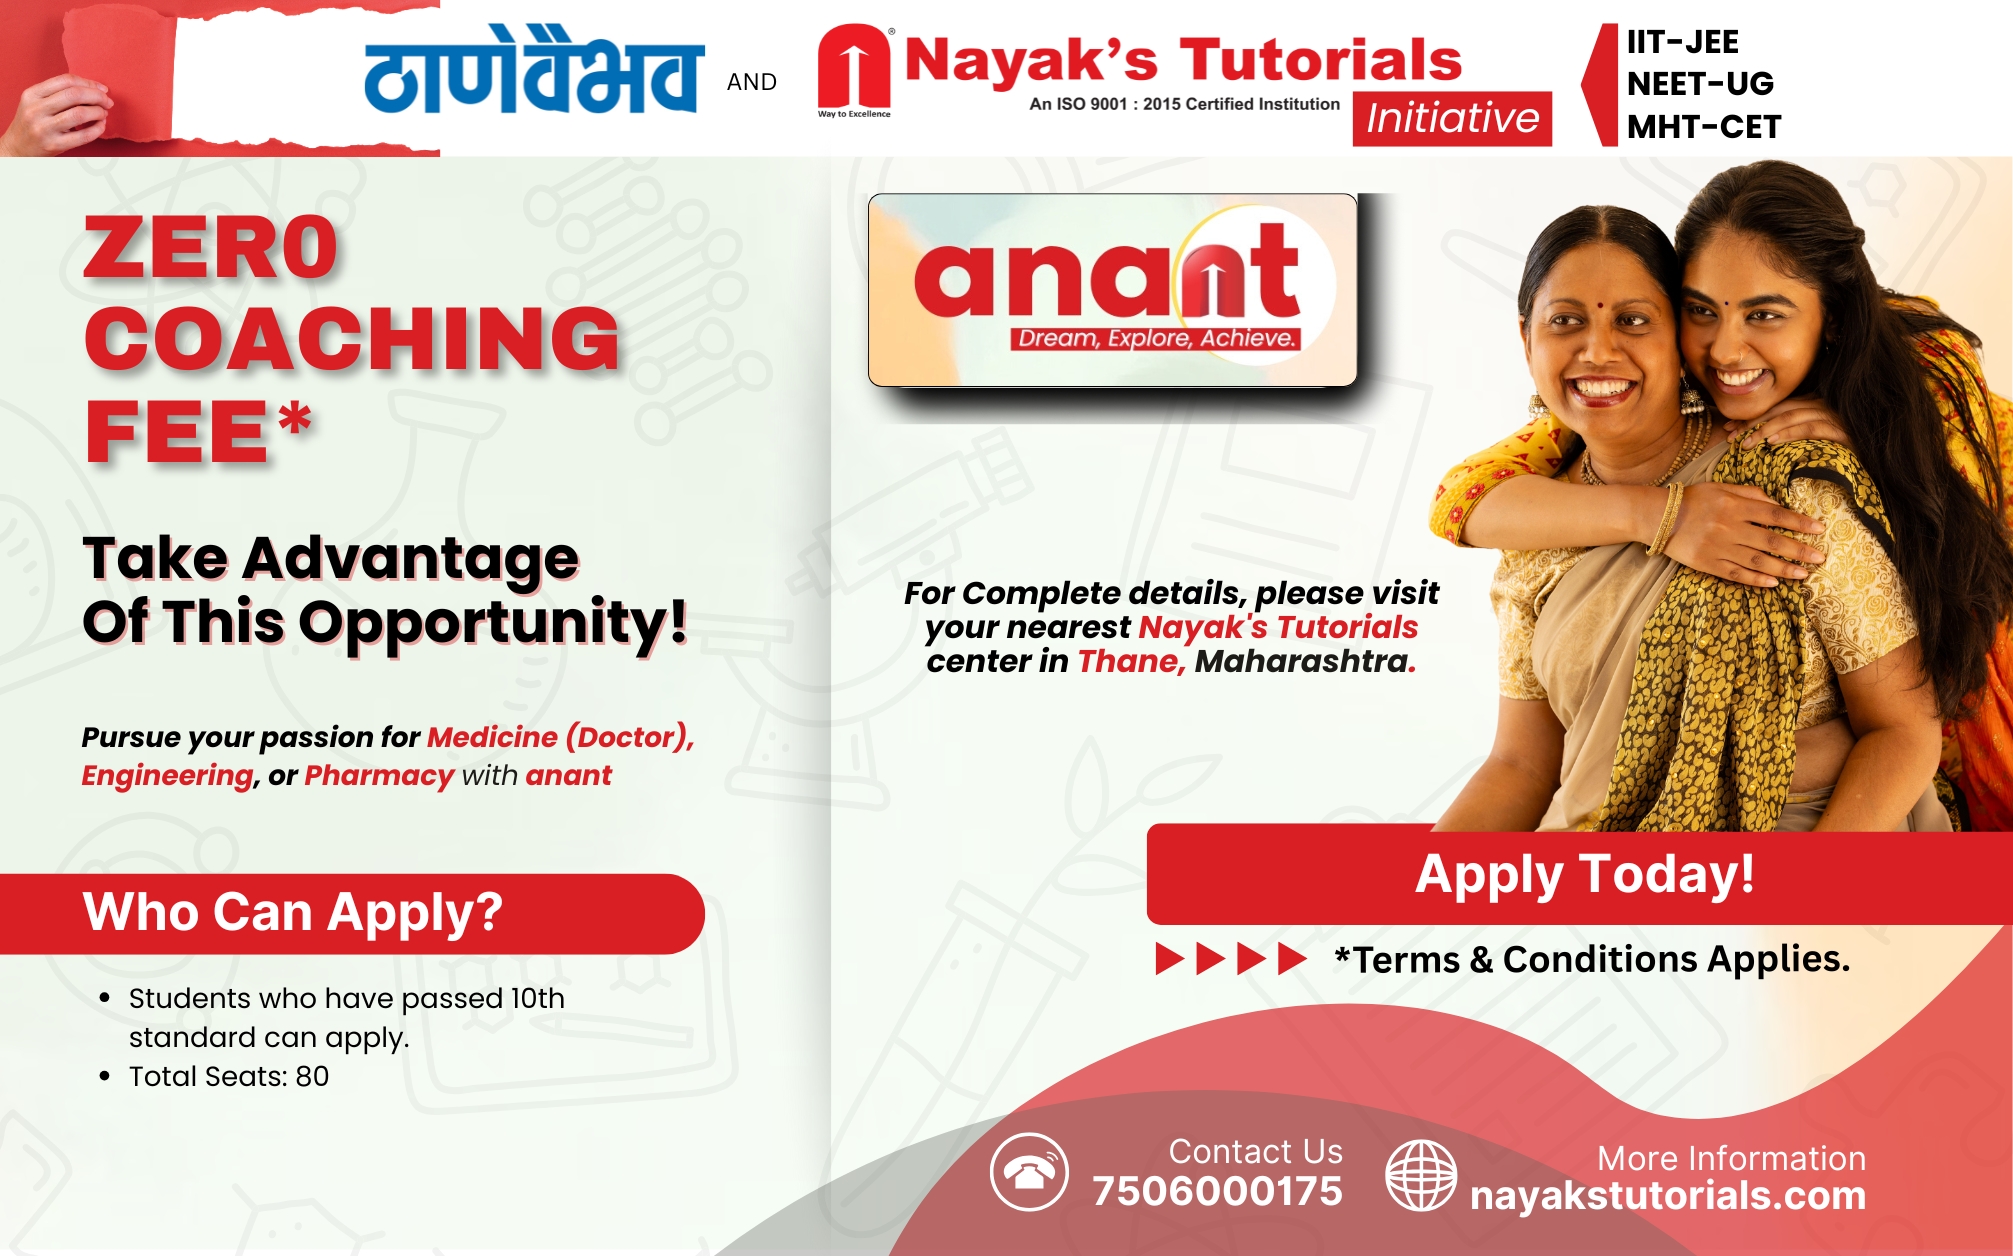 ठाणेवैभव AND
® Nayak's Tutorials
Way to Excellence
An ISO 9001 : 2015 Certified Institution
Initiative
IIT-JEE
NEET-UG
MHT-CET
ZER0
COACHING
FEE*
Take Advantage
Of This Opportunity!
Pursue your passion for Medicine (Doctor),
Engineering, or Pharmacy with anant
Who Can Apply?
• Students who have passed 10th
standard can apply.
• Total Seats: 80
anant
Dream, Explore, Achieve.
For Complete details, please visit
your nearest Nayak's Tutorials
center in Thane, Maharashtra.
Apply Today!
*Terms & Conditions Applies.
Contact Us
7506000175
More Information
nayakstutorials.com